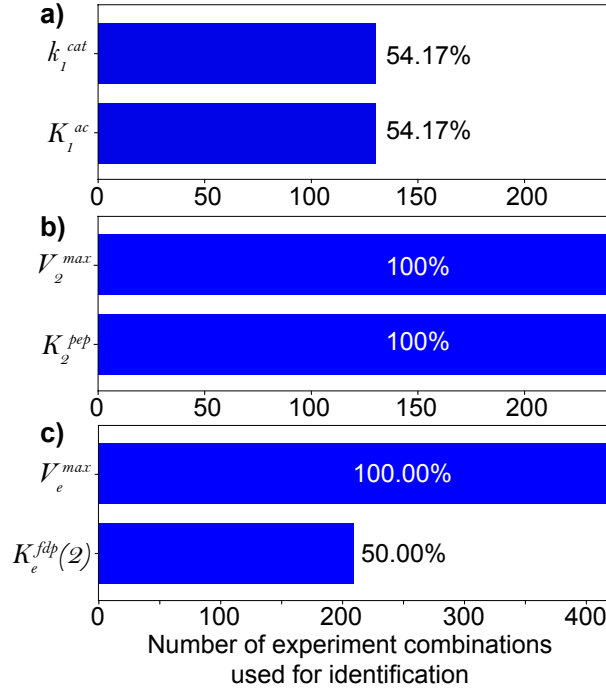 a)
k₁ᶜᵃᵗ
54.17%
K₁ᵃᶜ
54.17%
0 50 100 150 200
b)
V₂ᵐᵃˣ
100%
K₂ᵖᵉᵖ
100%
0 50 100 150 200
c)
Vₑᵐᵃˣ
100.00%
Kₑᶠᵈᵖ(2)
50.00%
0 100 200 300 400
Number of experiment combinations
used for identification